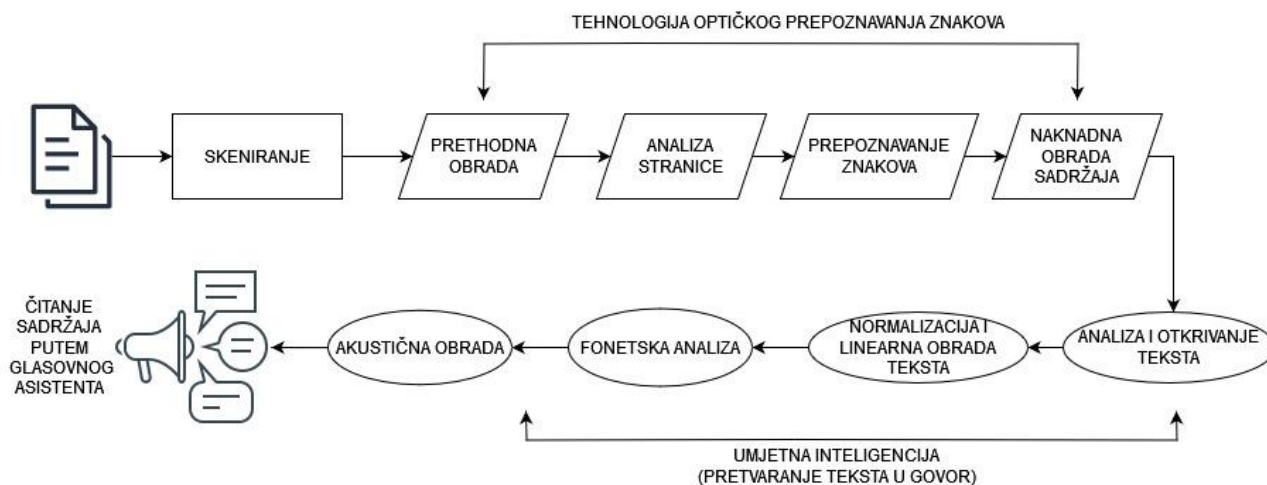 TEHNOLOGIJA OPTIČKOG PREPOZNAVANJA ZNAKOVA
SKENIRANJE
PRETHODNA
OBRADA
ANALIZA
STRANICE
PREPOZNAVANJE
ZNAKOVA
NAKNADNA
OBRADA
SADRŽAJA
ANALIZA I OTKRIVANJE
TEKSTA
NORMALIZACIJA I
LINEARNA OBRADA
TEKSTA
FONETSKA ANALIZA
AKUSTIČNA OBRADA
ČITANJE
SADRŽAJA
PUTEM
GLASOVNOG
ASISTENTA
UMJETNA INTELIGENCIJA
(PRETVARANJE TEKSTA U GOVOR)